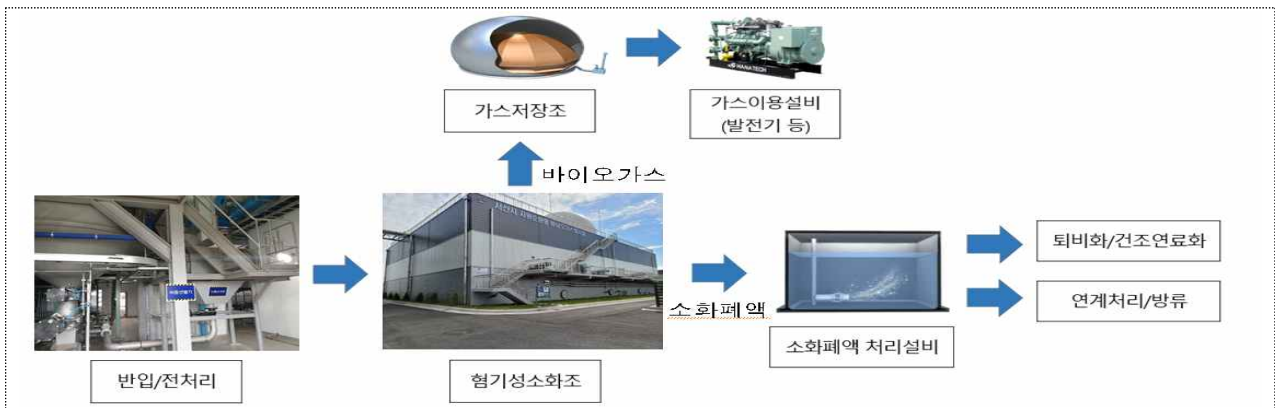 HANATECH
가스저장조
가스이용설비
(발전기 등)
바이오가스
퇴비화/건조연료화
소화폐액
연계처리/방류
소화폐액 처리설비
반입/전처리
혐기성소화조